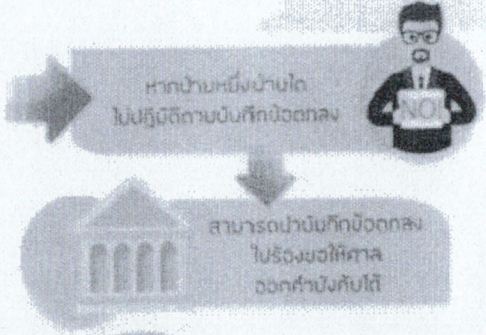 หากฝ่ายหนึ่งฝ่ายใด
ไม่ปฏิบัติตามบันทึกข้อตกลง
NO!
สามารถนำบันทึกข้อตกลง
ไปร้องขอให้ศาล
ออกคำบังคับได้